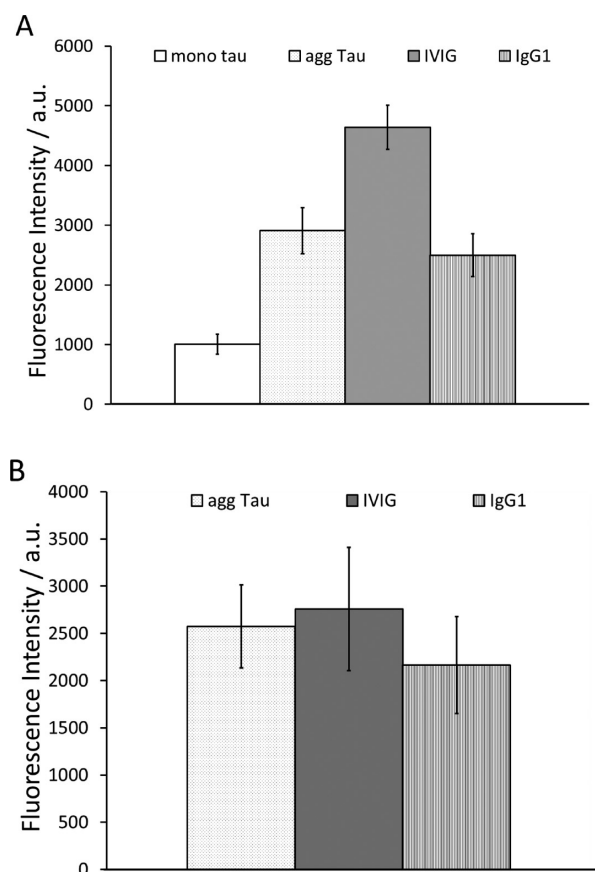 A
Fluorescence Intensity / a.u.
6000
5000
4000
3000
2000
1000
0
mono tau agg Tau IVIG IgG1
B
Fluorescence Intensity / a.u.
4000
3500
3000
2500
2000
1500
1000
500
0
agg Tau IVIG IgG1